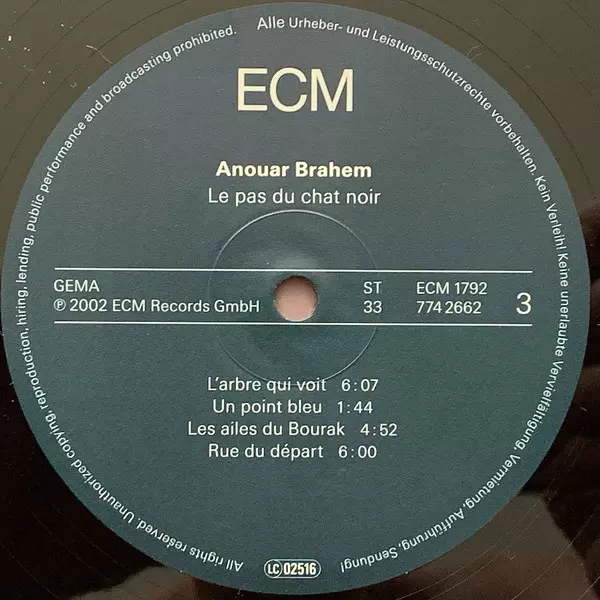 ECM
Anouar Brahem
Le pas du chat noir
GEMA ST ECM 1792
℗ 2002 ECM Records GmbH 33 774 2662 3
L'arbre qui voit 6:07
Un point bleu 1:44
Les ailes du Bourak 4:52
Rue du départ 6:00
LC 02516
All rights reserved. Unauthorized copying, reproduction, hiring, lending, public performance and broadcasting prohibited.
Alle Urheber- und Leistungsschutzrechte vorbehalten. Kein Verleih! Keine unerlaubte Vervielfältigung, Vermietung, Aufführung, Sendung!